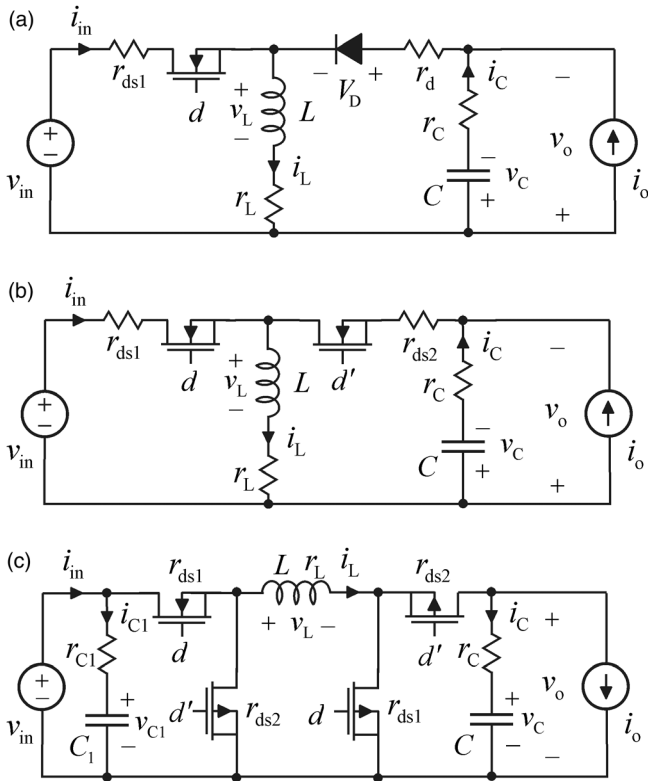 (a)
i_in
r_ds1
d
+
v_L
−
L
i_L
r_L
− V_D +
r_d
i_C
r_C
−
C
v_C
+
−
v_o
+
i_o
+
−
v_in
(b)
i_in
r_ds1
d
+
v_L
−
L
i_L
r_L
d'
r_ds2
i_C
r_C
−
C
v_C
+
−
v_o
+
i_o
+
−
v_in
(c)
i_in
r_ds1
L
r_L
i_L
r_ds2
i_C1
r_C1
d
+ v_L −
d'
i_C
r_C
+
v_o
−
+
−
v_in
+
v_C1
−
C_1
d'
r_ds2
d
r_ds1
+
v_C
−
C
i_o